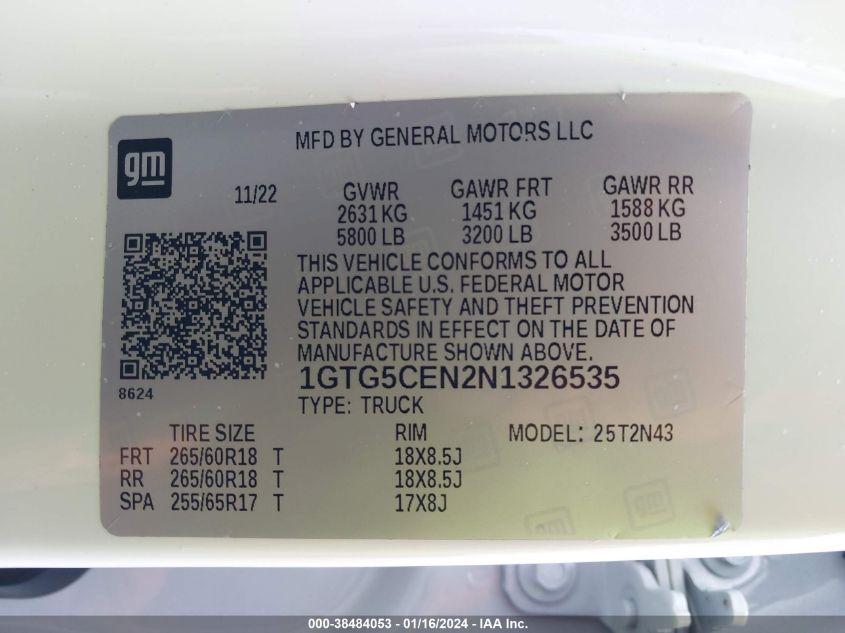 gm
MFD BY GENERAL MOTORS LLC
11/22 GVWR GAWR FRT GAWR RR
2631 KG 1451 KG 1588 KG
5800 LB 3200 LB 3500 LB
THIS VEHICLE CONFORMS TO ALL
APPLICABLE U.S. FEDERAL MOTOR
VEHICLE SAFETY AND THEFT PREVENTION
STANDARDS IN EFFECT ON THE DATE OF
MANUFACTURE SHOWN ABOVE.
8624
1GTG5CEN2N1326535
TYPE: TRUCK
TIRE SIZE RIM MODEL: 25T2N43
FRT 265/60R18 T 18X8.5J
RR 265/60R18 T 18X8.5J
SPA 255/65R17 T 17X8J
gm
gm
000-38484053 - 01/16/2024 - IAA Inc.